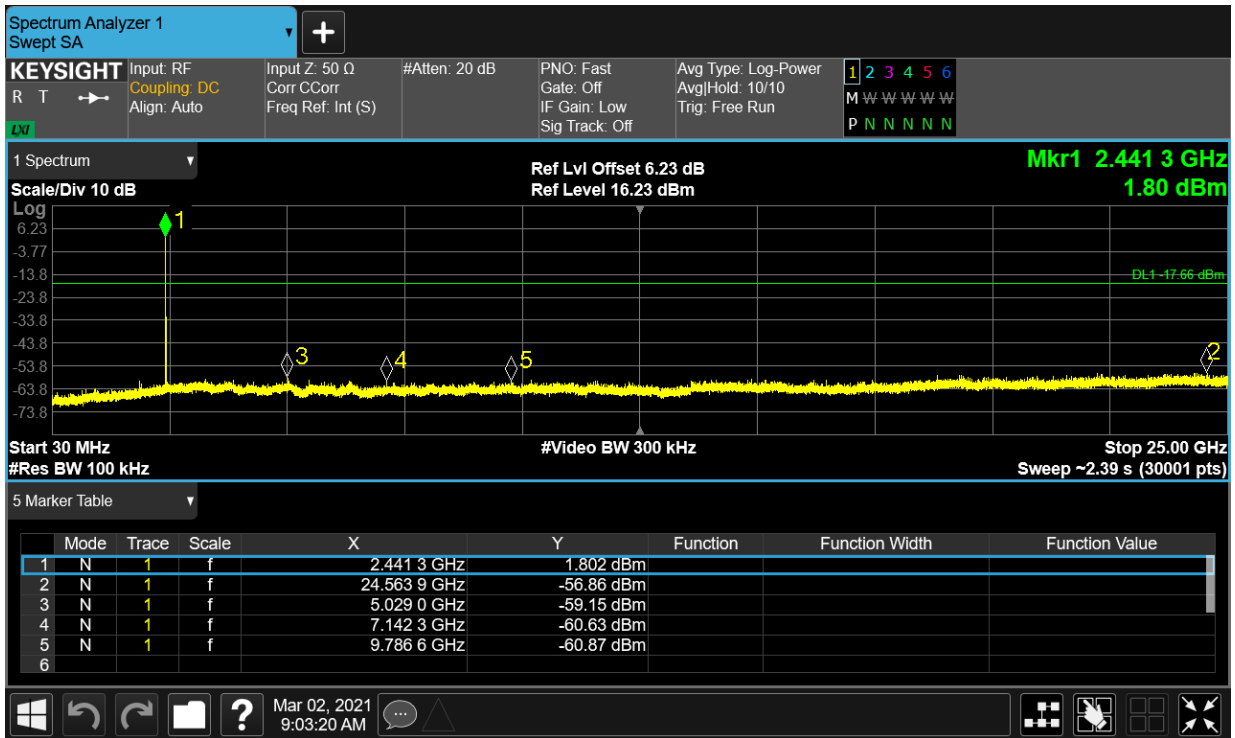 Spectrum Analyzer 1
Swept SA
+
KEYSIGHT
R T
LXI
Input: RF
Coupling: DC
Align: Auto
Input Z: 50 Ω
Corr CCorr
Freq Ref: Int (S)
#Atten: 20 dB
PNO: Fast
Gate: Off
IF Gain: Low
Sig Track: Off
Avg Type: Log-Power
Avg|Hold: 10/10
Trig: Free Run
1 2 3 4 5 6
M W W W W W
P N N N N N
1 Spectrum
Scale/Div 10 dB
Log
Ref Lvl Offset 6.23 dB
Ref Level 16.23 dBm
Mkr1 2.441 3 GHz
1.80 dBm
6.23
-3.77
-13.8
-23.8
-33.8
-43.8
-53.8
-63.8
-73.8
1
DL1 -17.66 dBm
3
4
5
2
Start 30 MHz
#Res BW 100 kHz
#Video BW 300 kHz
Stop 25.00 GHz
Sweep ~2.39 s (30001 pts)
5 Marker Table
Mode Trace Scale X Y Function Function Width Function Value
1 N 1 f 2.441 3 GHz 1.802 dBm
2 N 1 f 24.563 9 GHz -56.86 dBm
3 N 1 f 5.029 0 GHz -59.15 dBm
4 N 1 f 7.142 3 GHz -60.63 dBm
5 N 1 f 9.786 6 GHz -60.87 dBm
6
?
Mar 02, 2021
9:03:20 AM